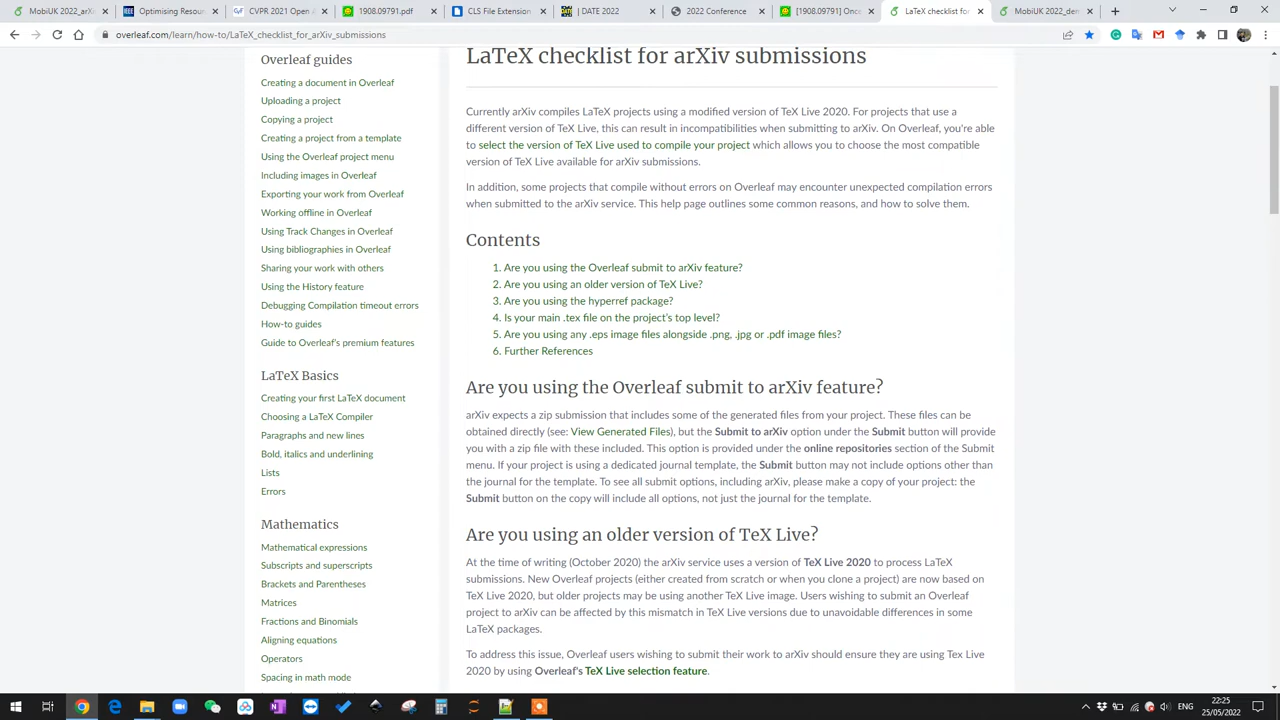 MobiUK 2022_ar
Optimising Resourc
CVPR 2021 Open A
1908.09791.pdf
CLS File Extension
DATE 2022
2022 Conference
[1908.09791] Once
LaTeX checklist for
MobiUK 2022_den
overleaf.com/learn/how-to/LaTeX_checklist_for_arXiv_submissions
Overleaf guides
Creating a document in Overleaf
Uploading a project
Copying a project
Creating a project from a template
Using the Overleaf project menu
Including images in Overleaf
Exporting your work from Overleaf
Working offline in Overleaf
Using Track Changes in Overleaf
Using bibliographies in Overleaf
Sharing your work with others
Using the History feature
Debugging Compilation timeout errors
How-to guides
Guide to Overleaf's premium features
LaTeX Basics
Creating your first LaTeX document
Choosing a LaTeX Compiler
Paragraphs and new lines
Bold, italics and underlining
Lists
Errors
Mathematics
Mathematical expressions
Subscripts and superscripts
Brackets and Parentheses
Matrices
Fractions and Binomials
Aligning equations
Operators
Spacing in math mode
LaTeX checklist for arXiv submissions
Currently arXiv compiles LaTeX projects using a modified version of TeX Live 2020. For projects that use a
different version of TeX Live, this can result in incompatibilities when submitting to arXiv. On Overleaf, you're able
to select the version of TeX Live used to compile your project which allows you to choose the most compatible
version of TeX Live available for arXiv submissions.
In addition, some projects that compile without errors on Overleaf may encounter unexpected compilation errors
when submitted to the arXiv service. This help page outlines some common reasons, and how to solve them.
Contents
1. Are you using the Overleaf submit to arXiv feature?
2. Are you using an older version of TeX Live?
3. Are you using the hyperref package?
4. Is your main .tex file on the project's top level?
5. Are you using any .eps image files alongside .png, .jpg or .pdf image files?
6. Further References
Are you using the Overleaf submit to arXiv feature?
arXiv expects a zip submission that includes some of the generated files from your project. These files can be
obtained directly (see: View Generated Files), but the Submit to arXiv option under the Submit button will provide
you with a zip file with these included. This option is provided under the online repositories section of the Submit
menu. If your project is using a dedicated journal template, the Submit button may not include options other than
the journal for the template. To see all submit options, including arXiv, please make a copy of your project: the
Submit button on the copy will include all options, not just the journal for the template.
Are you using an older version of TeX Live?
At the time of writing (October 2020) the arXiv service uses a version of TeX Live 2020 to process LaTeX
submissions. New Overleaf projects (either created from scratch or when you clone a project) are now based on
TeX Live 2020, but older projects may be using another TeX Live image. Users wishing to submit an Overleaf
project to arXiv can be affected by this mismatch in TeX Live versions due to unavoidable differences in some
LaTeX packages.
To address this issue, Overleaf users wishing to submit their work to arXiv should ensure they are using Tex Live
2020 by using Overleaf's TeX Live selection feature.
ENG
22:25
25/05/2022